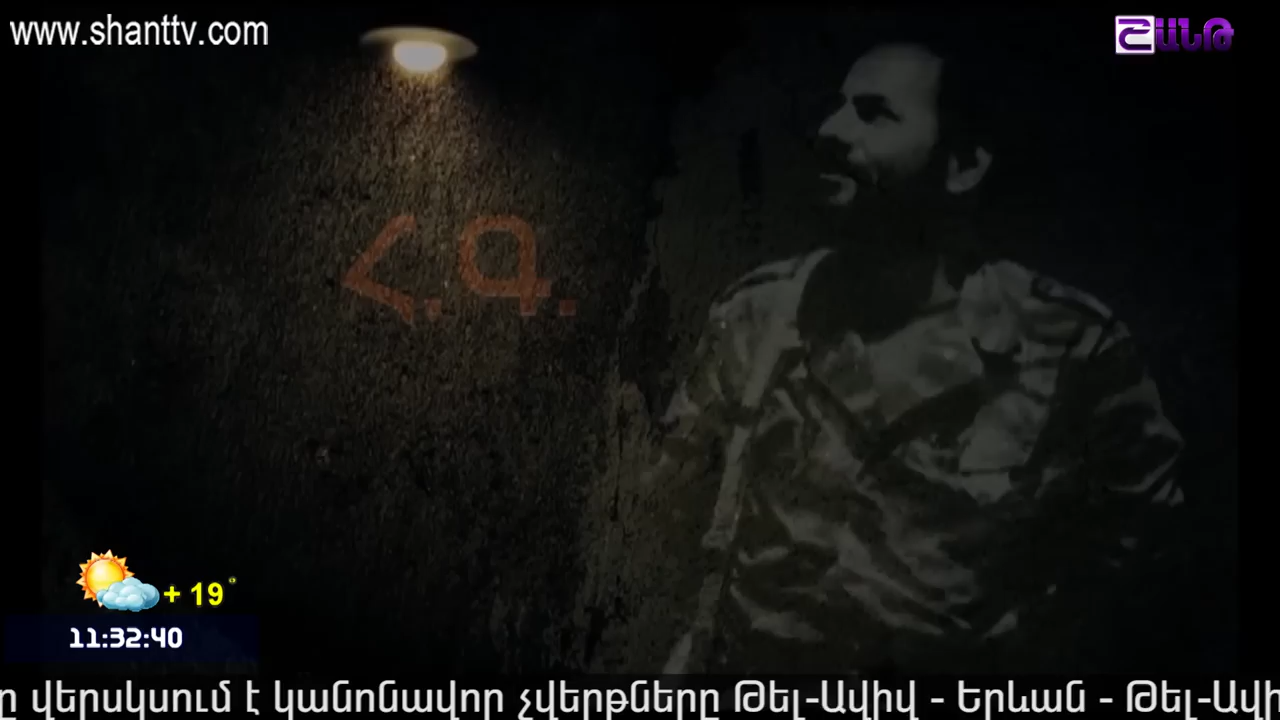 www.shanttv.com
ՇԱՆԹ
Հ.Գ.
+ 19°
11:32:40
ը վերսկսում է կանոնավոր չվերթները Թել-Ավիվ - Երևան - Թել-Ավի